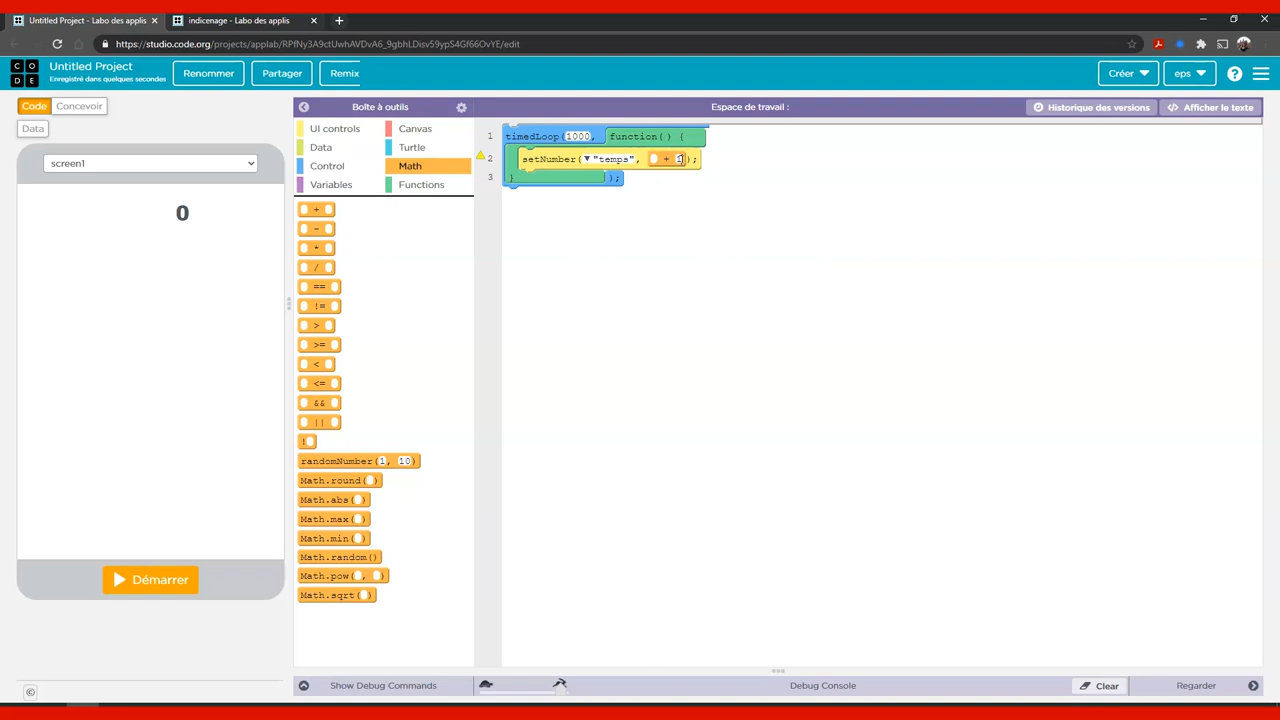 Untitled Project - Labo des applis
indicenage - Labo des applis
https://studio.code.org/projects/applab/RPfNy3A9ctUwhAVDvA6_9gbhLDisv59ypS4Gf66OvYE/edit
CODE
Untitled Project
Enregistré dans quelques secondes
Renommer
Partager
Remix
Créer
eps
Code
Concevoir
Data
Boîte à outils
Espace de travail :
Historique des versions
Afficher le texte
screen1
0
Démarrer
UI controls
Canvas
Data
Turtle
Control
Math
Variables
Functions
+
-
*
/
==
!=
>
>=
<
<=
&&
||
!
randomNumber(1, 10)
Math.round( )
Math.abs( )
Math.max( )
Math.min( )
Math.random()
Math.pow( , )
Math.sqrt( )
1 timedLoop(1000, function() {
2 setNumber("temps", + 1);
3 } );
©
Show Debug Commands
Debug Console
Clear
Regarder